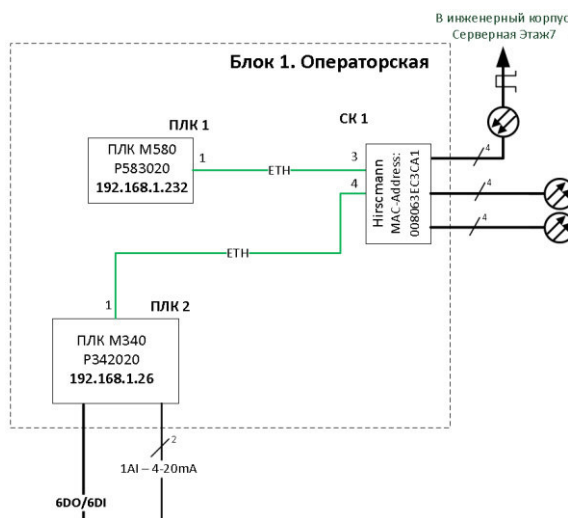 В инженерный корпус
Серверная Этаж7
Блок 1. Операторская
ПЛК 1
СК 1
ПЛК M580
P583020
192.168.1.232
1
ETH
3
4
Hirscmann
MAC-Address:
008063EC3CA1
4
4
4
ETH
1
ПЛК 2
ПЛК M340
P342020
192.168.1.26
2
1AI – 4-20mA
6DO/6DI